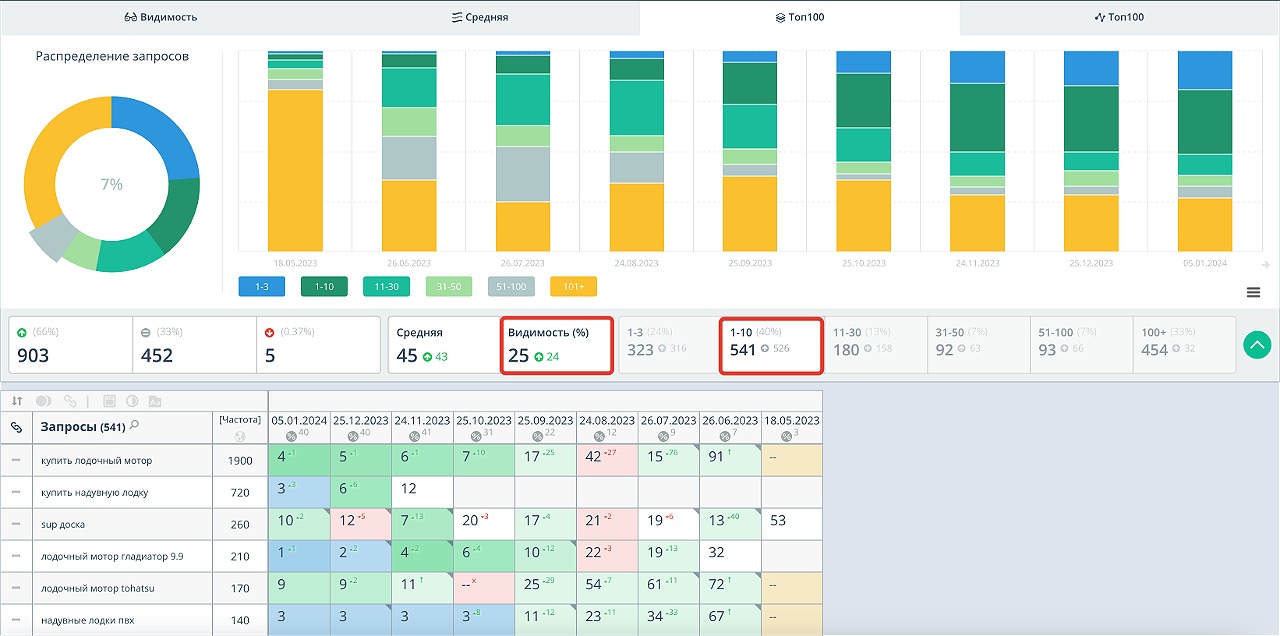 Видимость Средняя Топ100 Топ100
Распределение запросов
7%
18.05.2023 26.06.2023 26.07.2023 24.08.2023 25.09.2023 25.10.2023 24.11.2023 25.12.2023 05.01.2024
1-3 1-10 11-30 31-50 51-100 101+
(66%) (33%) (0.37%) Средняя Видимость (%) 1-3 (24%) 1-10 (40%) 11-30 (13%) 31-50 (7%) 51-100 (7%) 100+ (33%)
903 452 5 45 43 25 24 323 316 541 526 180 158 92 63 93 66 454 32
Запросы (541) [Частота] 05.01.2024 25.12.2023 24.11.2023 25.10.2023 25.09.2023 24.08.2023 26.07.2023 26.06.2023 18.05.2023
% 40 % 40 % 41 % 31 % 22 % 12 % 9 % 7 % 3
купить лодочный мотор 1900 4 +1 5 +1 6 +1 7 +10 17 +25 42 -27 15 +76 91 ↑ --
купить надувную лодку 720 3 +3 6 +6 12
sup доска 260 10 +2 12 -5 7 +13 20 -3 17 +4 21 -2 19 -6 13 +40 53
лодочный мотор гладиатор 9.9 210 1 +1 2 +2 4 +2 6 +4 10 +12 22 -3 19 +13 32
лодочный мотор tohatsu 170 9 9 +2 11 ↑ -- x 25 +29 54 +7 61 +11 72 ↑ --
надувные лодки пвх 140 3 3 3 3 +8 11 +12 23 +11 34 +33 67 ↑ --